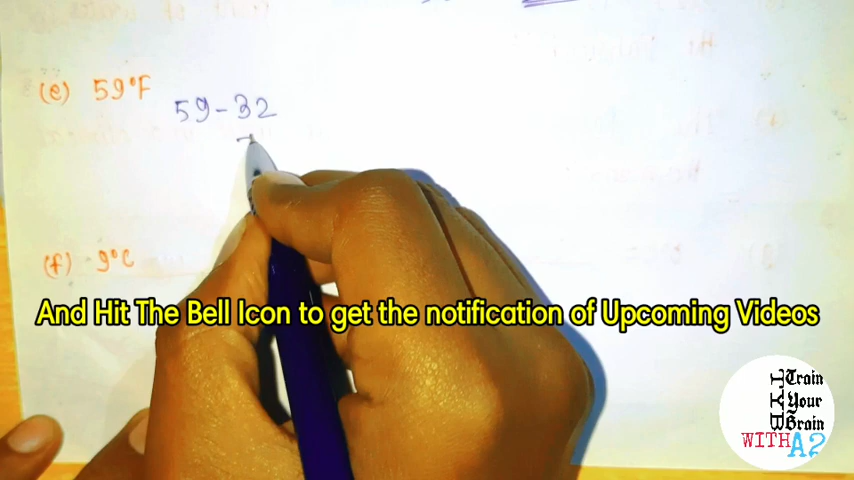 (e) 59°F
59-32
(f) 9°C
And Hit The Bell Icon to get the notification of Upcoming Videos
TYB
Train
Your
Brain
WITH A2